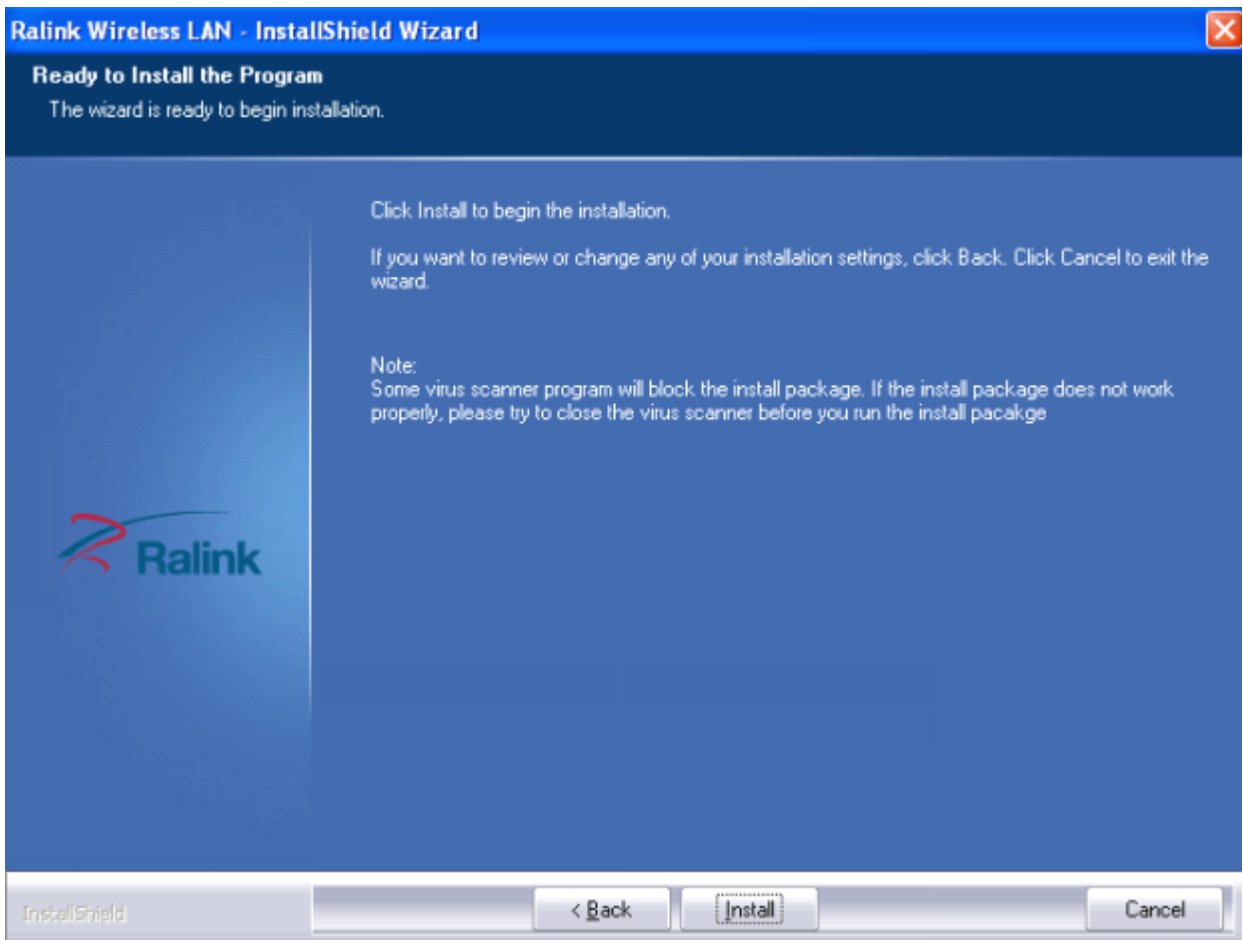 Ralink Wireless LAN - InstallShield Wizard
Ready to Install the Program
The wizard is ready to begin installation.
Click Install to begin the installation.
If you want to review or change any of your installation settings, click Back. Click Cancel to exit the
wizard.
Note:
Some virus scanner program will block the install package. If the install package does not work
properly, please try to close the virus scanner before you run the install pacakge
Ralink
InstallShield
< Back
Install
Cancel